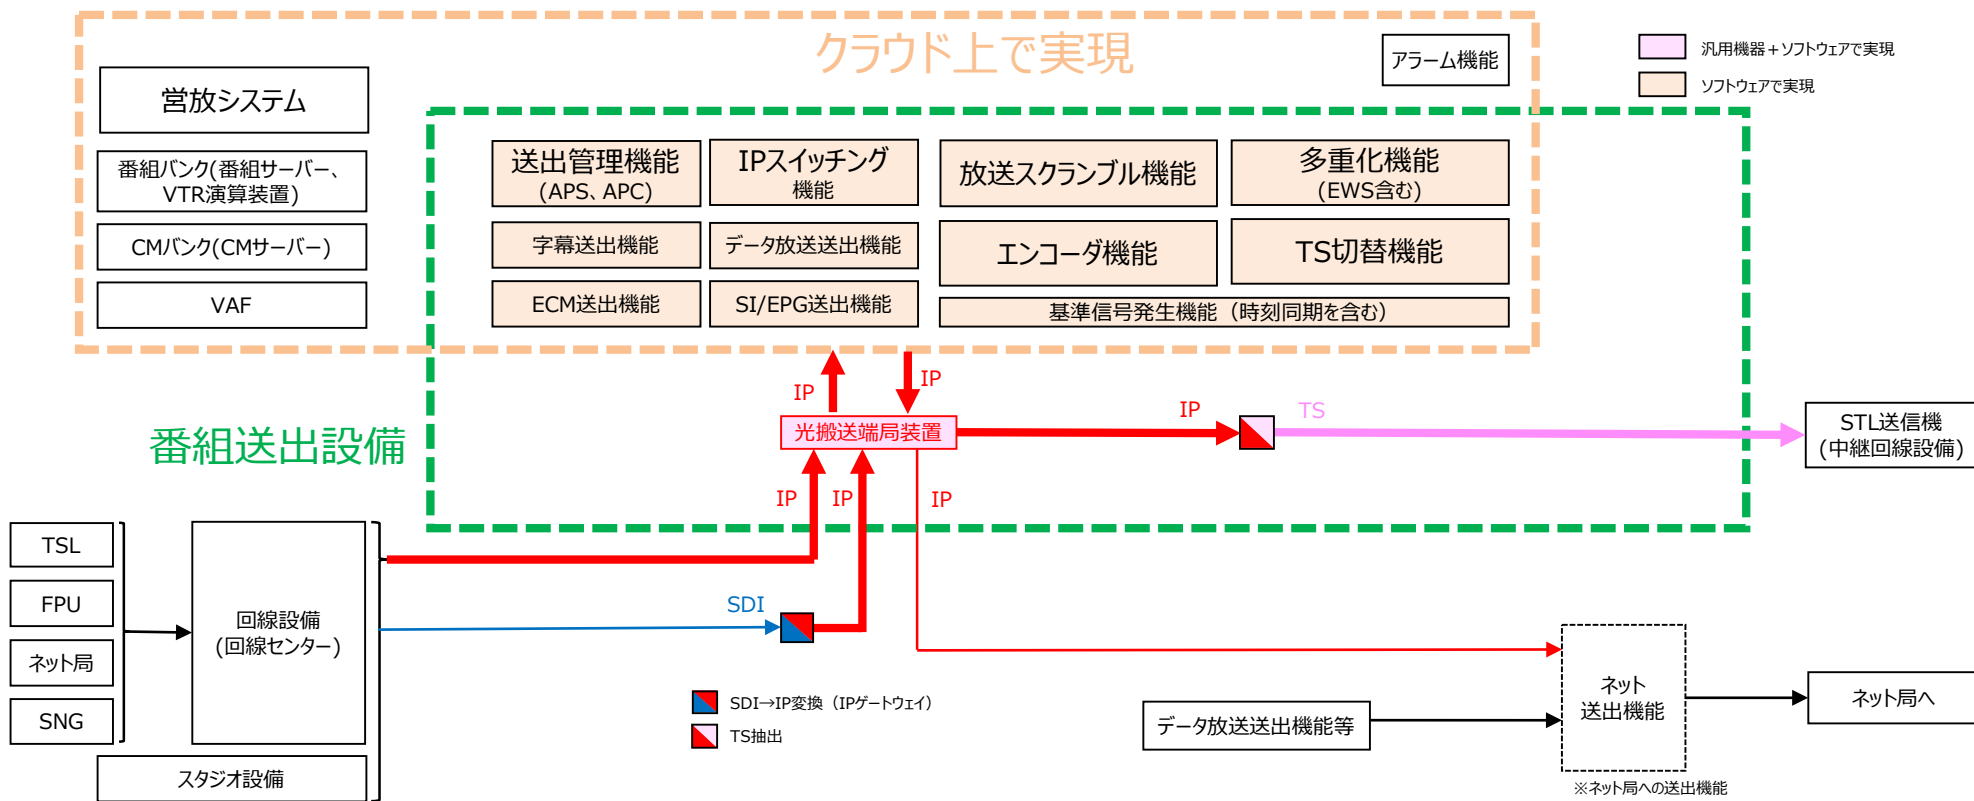 クラウド上で実現
アラーム機能
汎用機器+ソフトウェアで実現
ソフトウェアで実現
営放システム
番組バンク(番組サーバー、
VTR演算装置)
CMバンク(CMサーバー)
VAF
送出管理機能
(APS、APC)
IPスイッチング
機能
放送スクランブル機能
多重化機能
(EWS含む)
字幕送出機能
データ放送送出機能
エンコーダ機能
TS切替機能
ECM送出機能
SI/EPG送出機能
基準信号発生機能(時刻同期を含む)
IP
IP
光搬送端局装置
IP
TS
STL送信機
(中継回線設備)
番組送出設備
IP
IP
IP
TSL
FPU
ネット局
SNG
回線設備
(回線センター)
スタジオ設備
SDI
SDI→IP変換(IPゲートウェイ)
TS抽出
データ放送送出機能等
ネット
送出機能
ネット局へ
※ネット局への送出機能